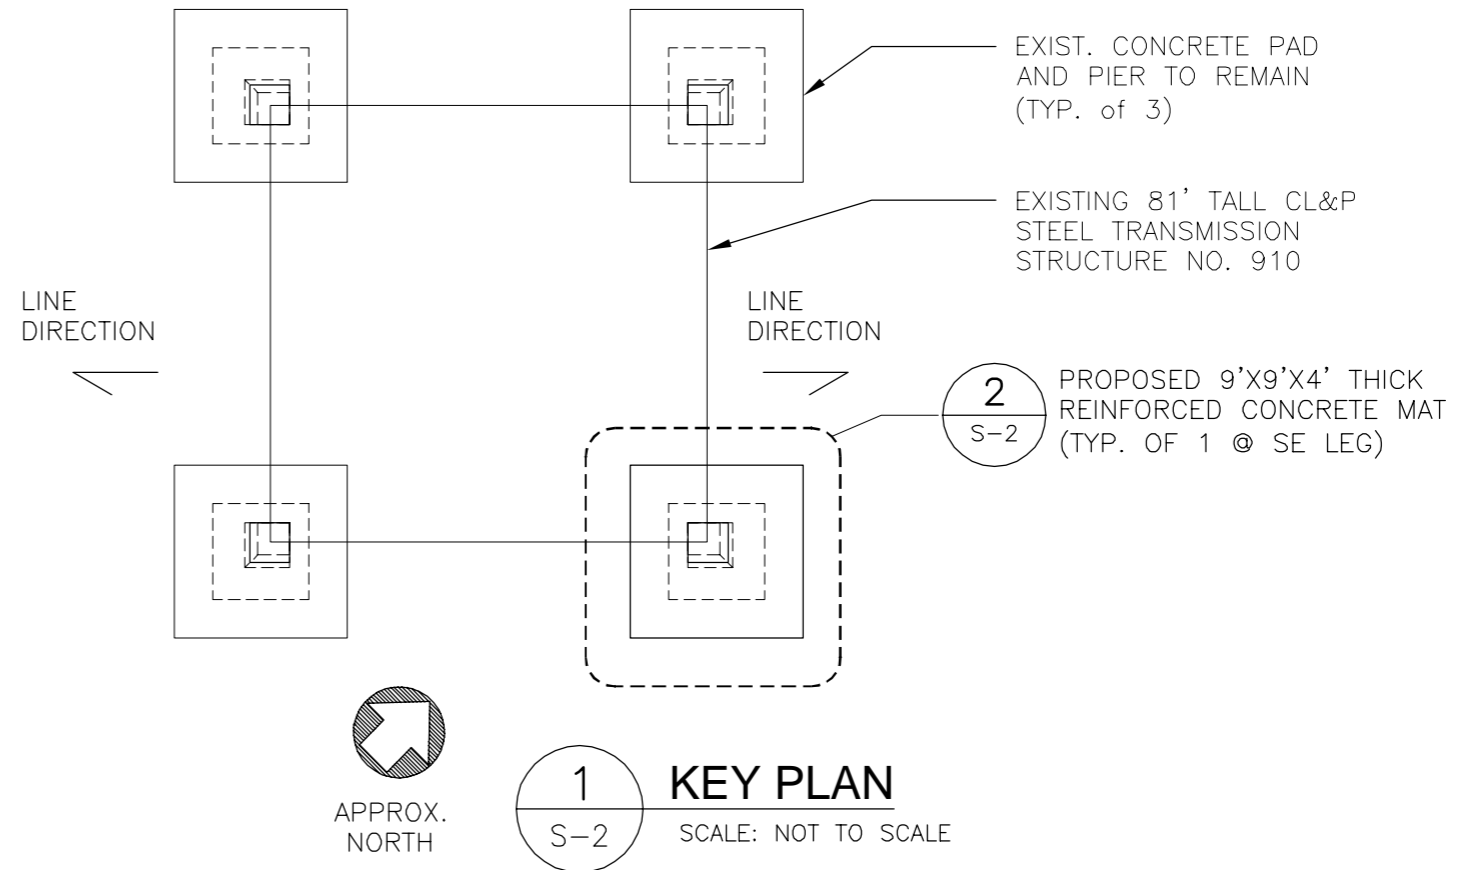 EXIST. CONCRETE PAD
AND PIER TO REMAIN
(TYP. of 3)
EXISTING 81' TALL CL&P
STEEL TRANSMISSION
STRUCTURE NO. 910
LINE
DIRECTION
LINE
DIRECTION
2
S-2
PROPOSED 9'X9'X4' THICK
REINFORCED CONCRETE MAT
(TYP. OF 1 @ SE LEG)
APPROX.
NORTH
1
S-2
KEY PLAN
SCALE: NOT TO SCALE